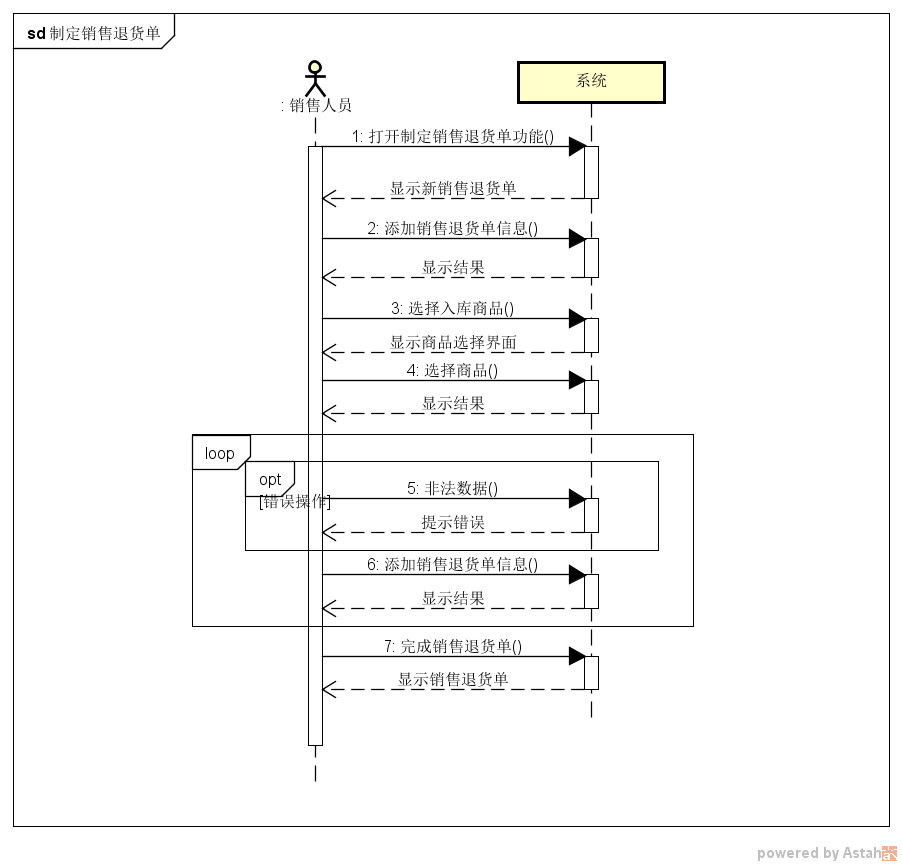 sd 制定销售退货单
: 销售人员
系统
1: 打开制定销售退货单功能()
显示新销售退货单
2: 添加销售退货单信息()
显示结果
3: 选择入库商品()
显示商品选择界面
4: 选择商品()
显示结果
loop
opt
[错误操作]
5: 非法数据()
提示错误
6: 添加销售退货单信息()
显示结果
7: 完成销售退货单()
显示销售退货单
powered by Astah